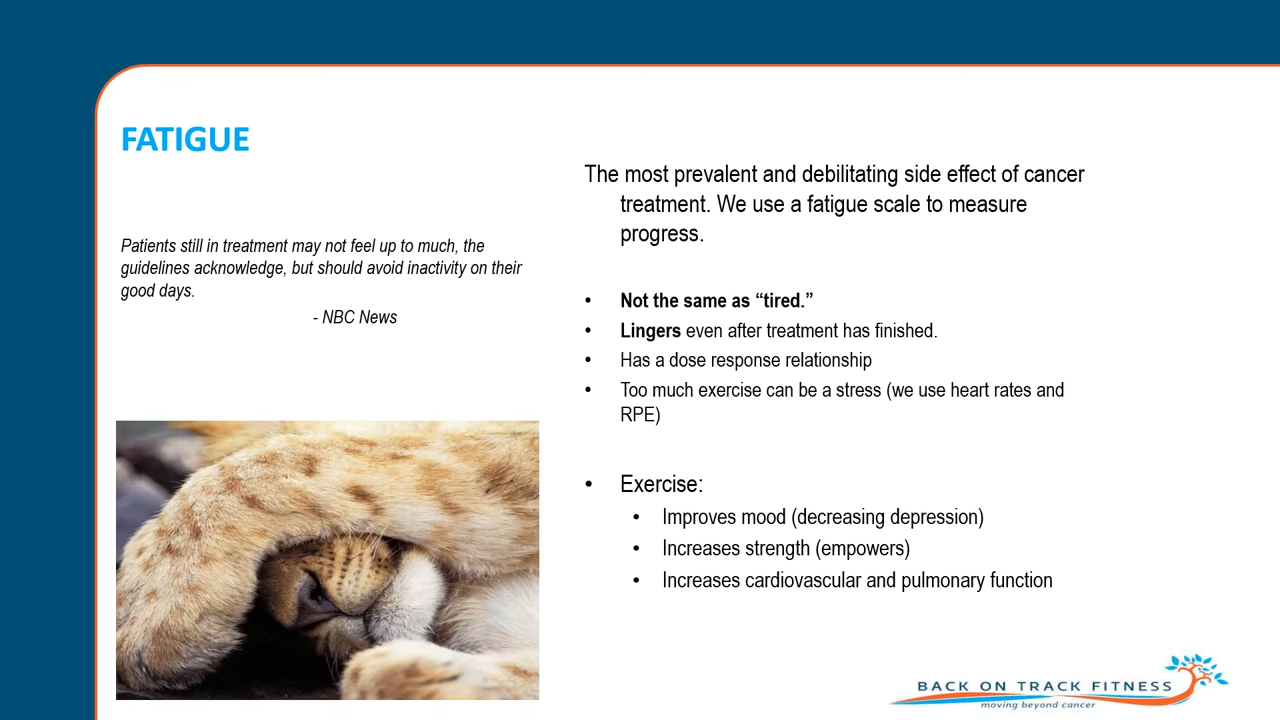 FATIGUE
Patients still in treatment may not feel up to much, the
guidelines acknowledge, but should avoid inactivity on their
good days.
- NBC News
The most prevalent and debilitating side effect of cancer
treatment. We use a fatigue scale to measure
progress.
• Not the same as “tired.”
• Lingers even after treatment has finished.
• Has a dose response relationship
• Too much exercise can be a stress (we use heart rates and
RPE)
• Exercise:
• Improves mood (decreasing depression)
• Increases strength (empowers)
• Increases cardiovascular and pulmonary function
BACK ON TRACK FITNESS
moving beyond cancer